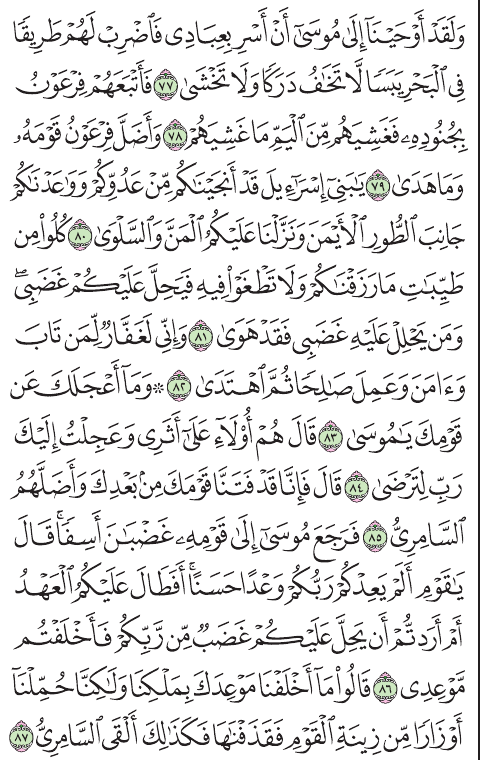 وَلَقَدۡ أَوۡحَيۡنَآ إِلَىٰ مُوسَىٰٓ أَنۡ أَسۡرِ بِعِبَادِي فَٱضۡرِبۡ لَهُمۡ طَرِيقٗا
فِي ٱلۡبَحۡرِ يَبَسٗا لَّا تَخَٰفُ دَرَكٗا وَلَا تَخۡشَىٰ ٧٧ فَأَتۡبَعَهُمۡ فِرۡعَوۡنُ
بِجُنُودِهِۦ فَغَشِيَهُم مِّنَ ٱلۡيَمِّ مَا غَشِيَهُمۡ ٧٨ وَأَضَلَّ فِرۡعَوۡنُ قَوۡمَهُۥ
وَمَا هَدَىٰ ٧٩ يَٰبَنِيٓ إِسۡرَٰٓءِيلَ قَدۡ أَنجَيۡنَٰكُم مِّنۡ عَدُوِّكُمۡ وَوَٰعَدۡنَٰكُمۡ
جَانِبَ ٱلطُّورِ ٱلۡأَيۡمَنَ وَنَزَّلۡنَا عَلَيۡكُمُ ٱلۡمَنَّ وَٱلسَّلۡوَىٰ ٨٠ كُلُواْ مِن
طَيِّبَٰتِ مَا رَزَقۡنَٰكُمۡ وَلَا تَطۡغَوۡاْ فِيهِ فَيَحِلَّ عَلَيۡكُمۡ غَضَبِيۖ
وَمَن يَحۡلِلۡ عَلَيۡهِ غَضَبِي فَقَدۡ هَوَىٰ ٨١ وَإِنِّي لَغَفَّارٞ لِّمَن تَابَ
وَءَامَنَ وَعَمِلَ صَٰلِحٗا ثُمَّ ٱهۡتَدَىٰ ٨٢ ۞ وَمَآ أَعۡجَلَكَ عَن
قَوۡمِكَ يَٰمُوسَىٰ ٨٣ قَالَ هُمۡ أُوْلَآءِ عَلَىٰٓ أَثَرِي وَعَجِلۡتُ إِلَيۡكَ
رَبِّ لِتَرۡضَىٰ ٨٤ قَالَ فَإِنَّا قَدۡ فَتَنَّا قَوۡمَكَ مِنۢ بَعۡدِكَ وَأَضَلَّهُمُ
ٱلسَّامِرِيُّ ٨٥ فَرَجَعَ مُوسَىٰٓ إِلَىٰ قَوۡمِهِۦ غَضۡبَٰنَ أَسِفٗاۚ قَالَ
يَٰقَوۡمِ أَلَمۡ يَعِدۡكُمۡ رَبُّكُمۡ وَعۡدًا حَسَنًاۚ أَفَطَالَ عَلَيۡكُمُ ٱلۡعَهۡدُ
أَمۡ أَرَدتُّمۡ أَن يَحِلَّ عَلَيۡكُمۡ غَضَبٞ مِّن رَّبِّكُمۡ فَأَخۡلَفۡتُم
مَّوۡعِدِي ٨٦ قَالُواْ مَآ أَخۡلَفۡنَا مَوۡعِدَكَ بِمَلۡكِنَا وَلَٰكِنَّا حُمِّلۡنَآ
أَوۡزَارٗا مِّن زِينَةِ ٱلۡقَوۡمِ فَقَذَفۡنَٰهَا فَكَذَٰلِكَ أَلۡقَى ٱلسَّامِرِيُّ ٨٧